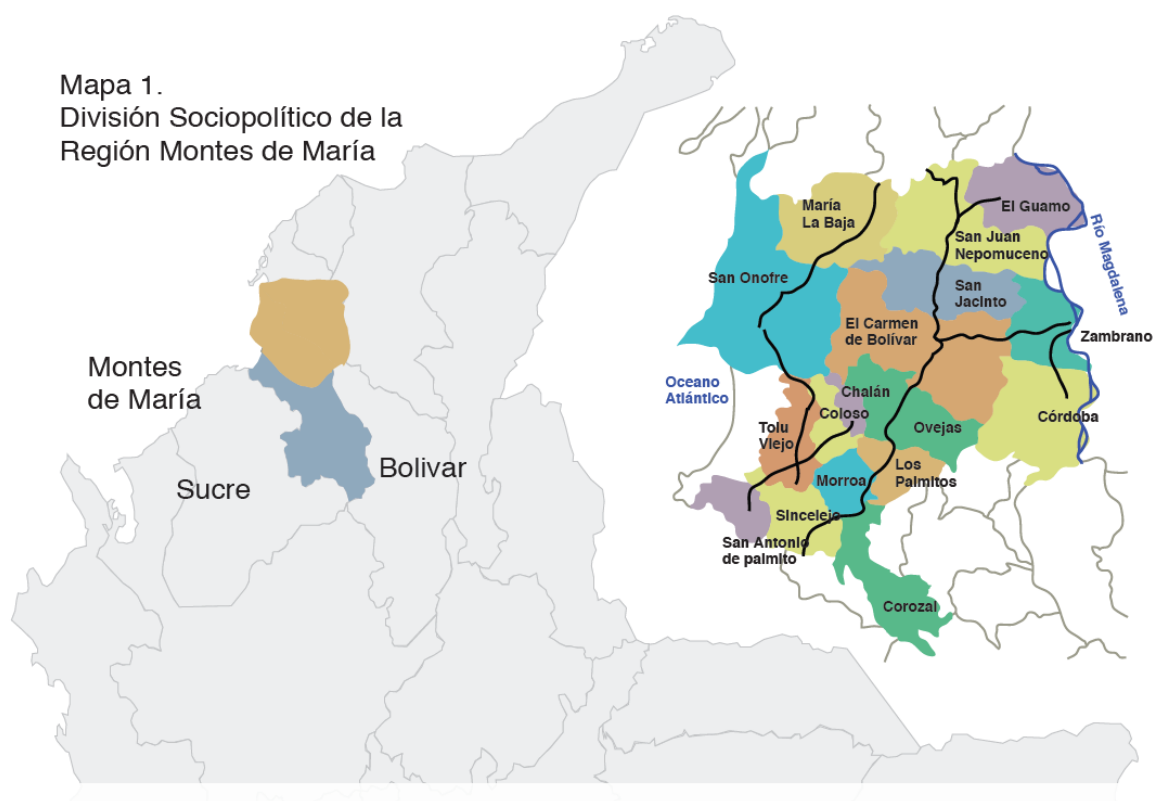 Mapa 1.
División Sociopolítico de la
Región Montes de María
Montes
de María
Sucre
Bolivar
María
La Baja
El Guamo
Río Magdalena
San Juan
Nepomuceno
San Onofre
San
Jacinto
El Carmen
de Bolívar
Zambrano
Oceano
Atlántico
Chalán
Coloso
Córdoba
Tolu
Viejo
Ovejas
Los
Palmitos
Morroa
Sincelejo
San Antonio
de palmito
Corozal